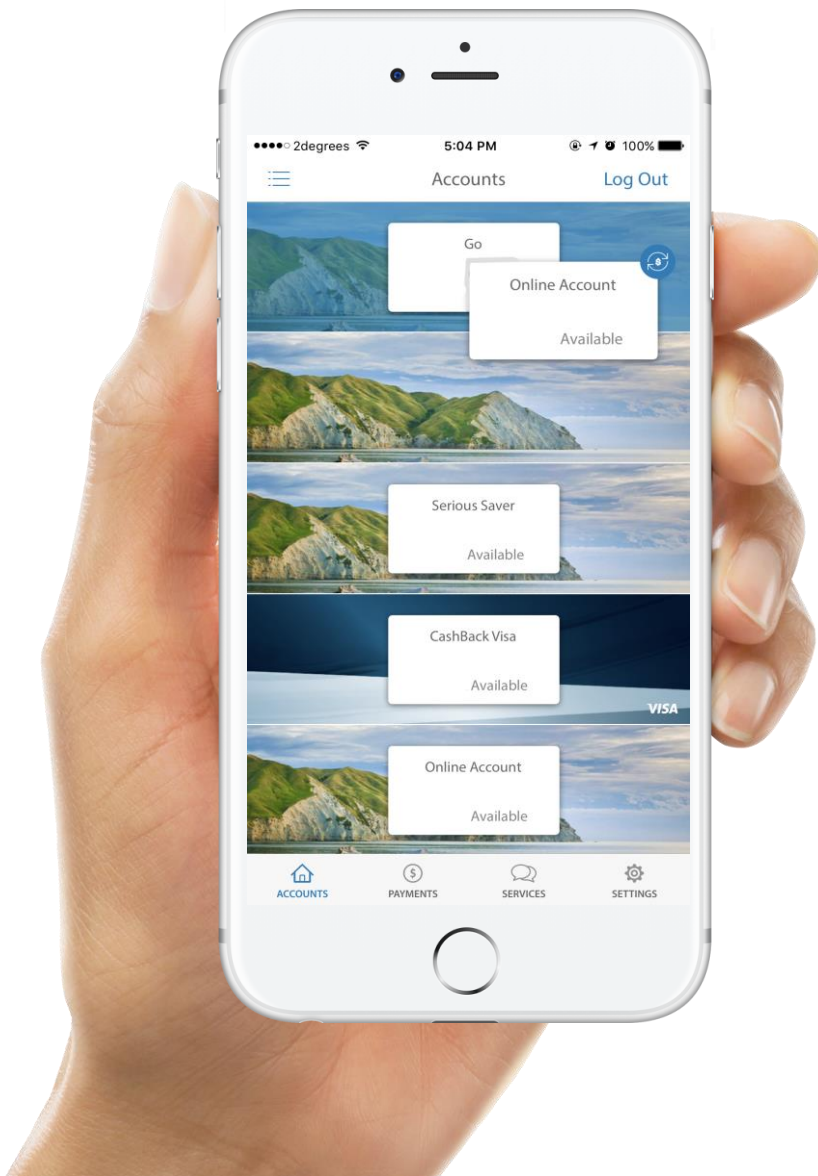 2degrees 5:04 PM 100%
Accounts Log Out
Go
Online Account
Available
Serious Saver
Available
CashBack Visa
Available
VISA
Online Account
Available
ACCOUNTS PAYMENTS SERVICES SETTINGS